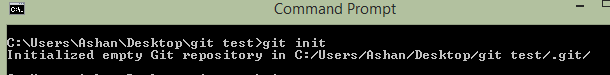 Command Prompt
C:\Users\Ashan\Desktop\git test>git init
Initialized empty Git repository in C:/Users/Ashan/Desktop/git test/.git/